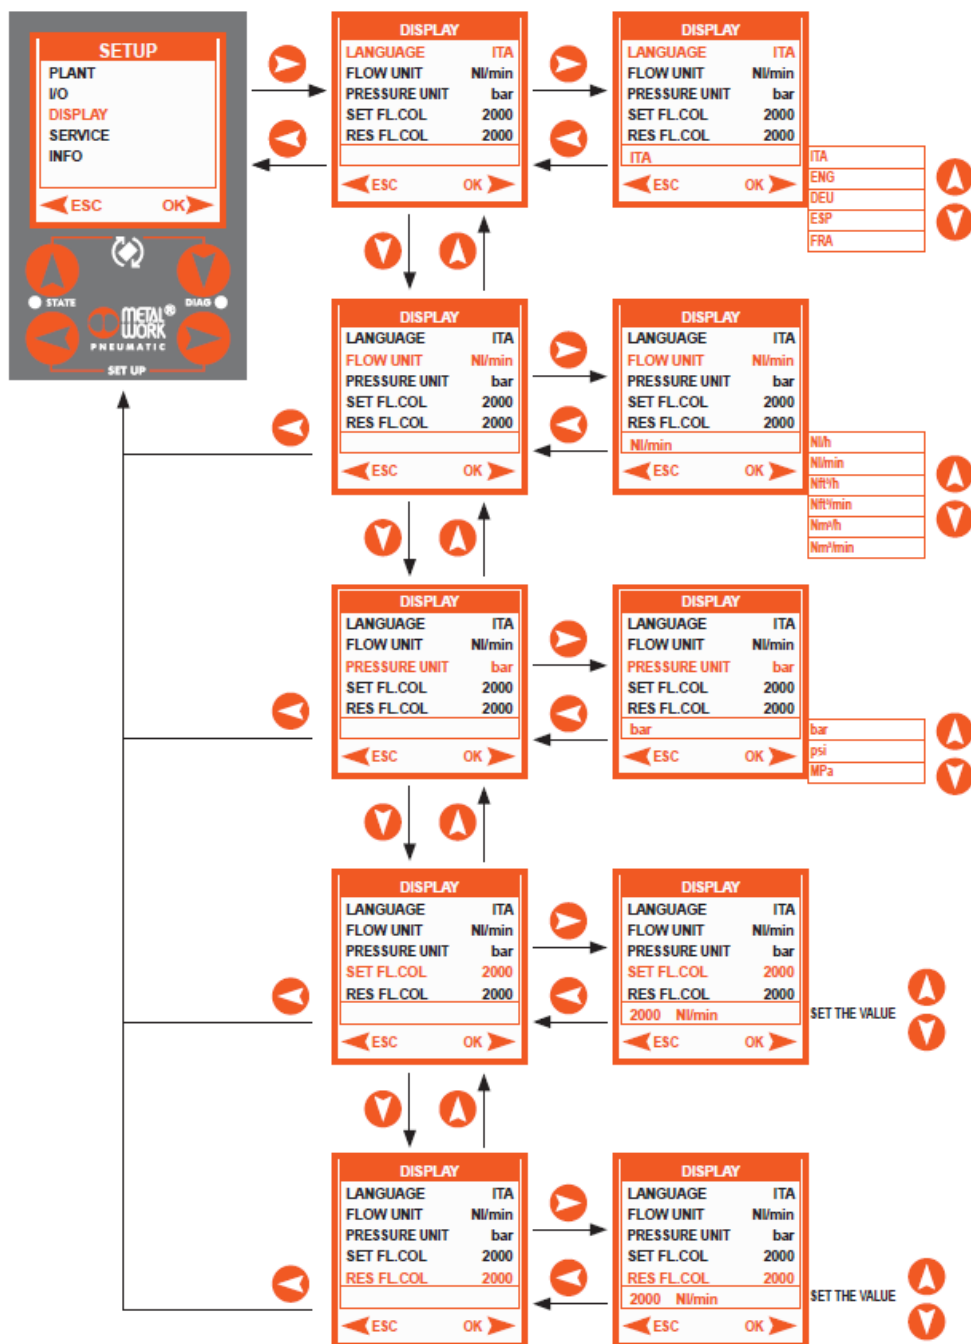 SETUP
PLANT
I/O
DISPLAY
SERVICE
INFO
ESC OK
STATE DIAG
METAL® WORK
PNEUMATIC
SET UP
DISPLAY
LANGUAGE ITA
FLOW UNIT Nl/min
PRESSURE UNIT bar
SET FL.COL 2000
RES FL.COL 2000
ESC OK
DISPLAY
LANGUAGE ITA
FLOW UNIT Nl/min
PRESSURE UNIT bar
SET FL.COL 2000
RES FL.COL 2000
ITA
ESC OK
ITA
ENG
DEU
ESP
FRA
DISPLAY
LANGUAGE ITA
FLOW UNIT Nl/min
PRESSURE UNIT bar
SET FL.COL 2000
RES FL.COL 2000
ESC OK
DISPLAY
LANGUAGE ITA
FLOW UNIT Nl/min
PRESSURE UNIT bar
SET FL.COL 2000
RES FL.COL 2000
Nl/min
ESC OK
Nl/h
Nl/min
Nft³/h
Nft³/min
Nm³/h
Nm³/min
DISPLAY
LANGUAGE ITA
FLOW UNIT Nl/min
PRESSURE UNIT bar
SET FL.COL 2000
RES FL.COL 2000
ESC OK
DISPLAY
LANGUAGE ITA
FLOW UNIT Nl/min
PRESSURE UNIT bar
SET FL.COL 2000
RES FL.COL 2000
bar
ESC OK
bar
psi
MPa
DISPLAY
LANGUAGE ITA
FLOW UNIT Nl/min
PRESSURE UNIT bar
SET FL.COL 2000
RES FL.COL 2000
ESC OK
DISPLAY
LANGUAGE ITA
FLOW UNIT Nl/min
PRESSURE UNIT bar
SET FL.COL 2000
RES FL.COL 2000
2000 Nl/min
ESC OK
SET THE VALUE
DISPLAY
LANGUAGE ITA
FLOW UNIT Nl/min
PRESSURE UNIT bar
SET FL.COL 2000
RES FL.COL 2000
ESC OK
DISPLAY
LANGUAGE ITA
FLOW UNIT Nl/min
PRESSURE UNIT bar
SET FL.COL 2000
RES FL.COL 2000
2000 Nl/min
ESC OK
SET THE VALUE